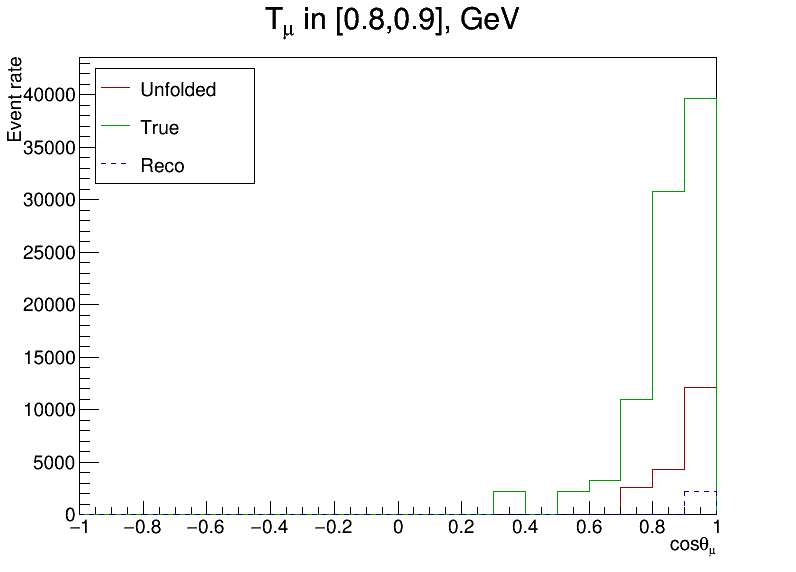 Tμ in [0.8,0.9], GeV
Event rate
Unfolded
True
Reco
40000
35000
30000
25000
20000
15000
10000
5000
0
−1 −0.8 −0.6 −0.4 −0.2 0 0.2 0.4 0.6 0.8 1
cosθμ